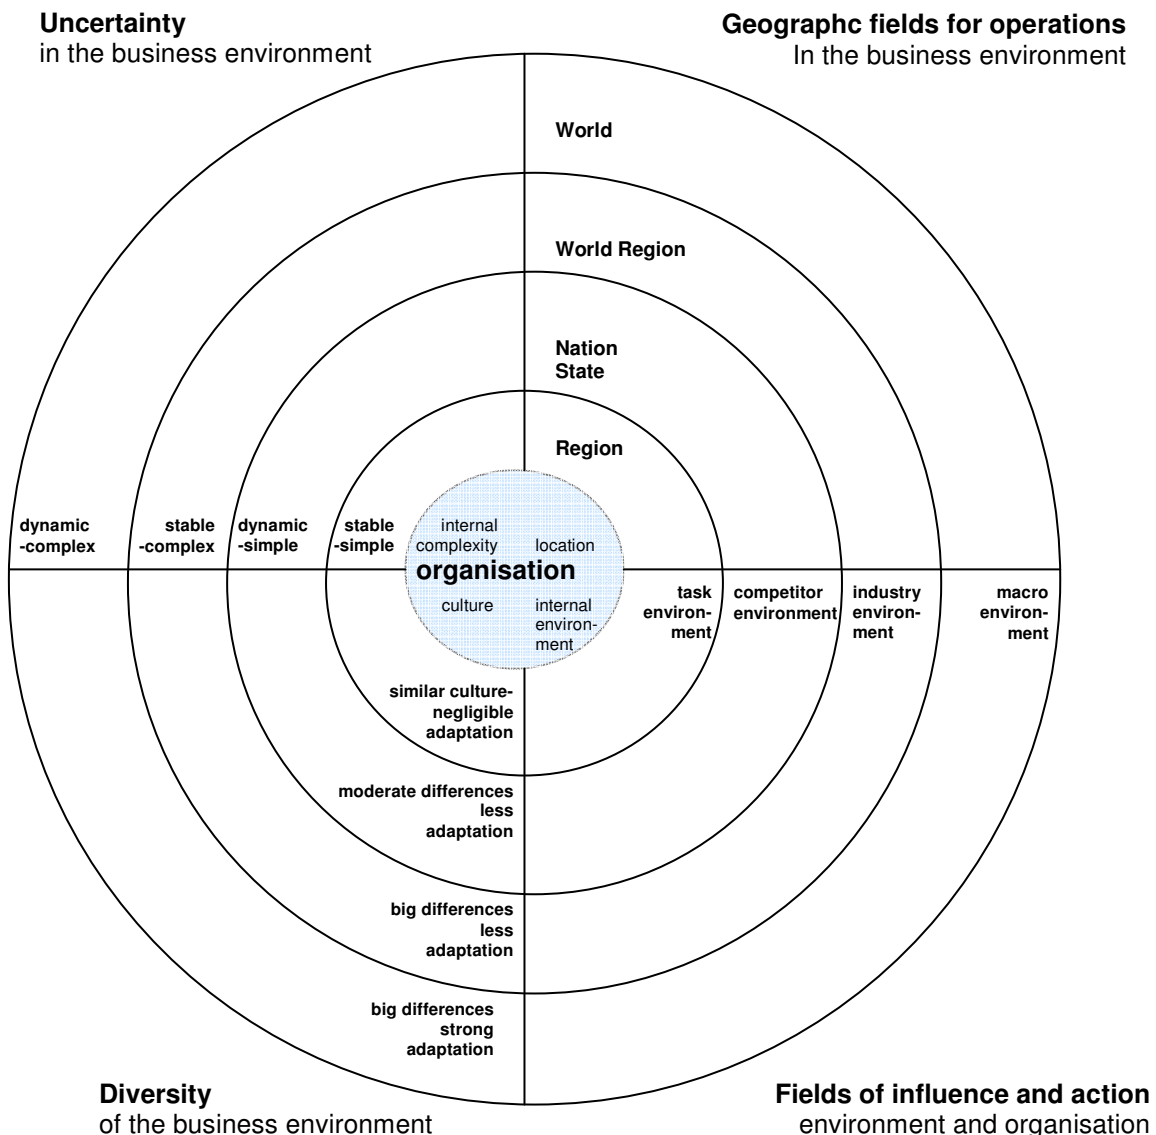 Uncertainty
in the business environment
Geographc fields for operations
In the business environment
World
World Region
Nation
State
Region
dynamic
-complex
stable
-complex
dynamic
-simple
stable
-simple
internal
complexity
location
organisation
culture
internal
environ-
ment
task
environ-
ment
competitor
environment
industry
environ-
ment
macro
environ-
ment
similar culture-
negligible
adaptation
moderate differences
less
adaptation
big differences
less
adaptation
big differences
strong
adaptation
Diversity
of the business environment
Fields of influence and action
environment and organisation